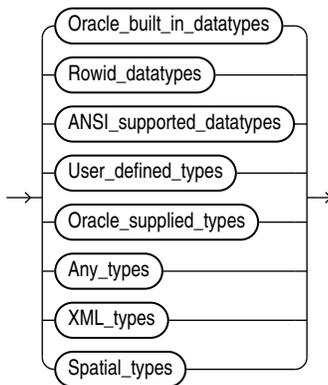 Oracle_built_in_datatypes
Rowid_datatypes
ANSI_supported_datatypes
User_defined_types
Oracle_supplied_types
Any_types
XML_types
Spatial_types